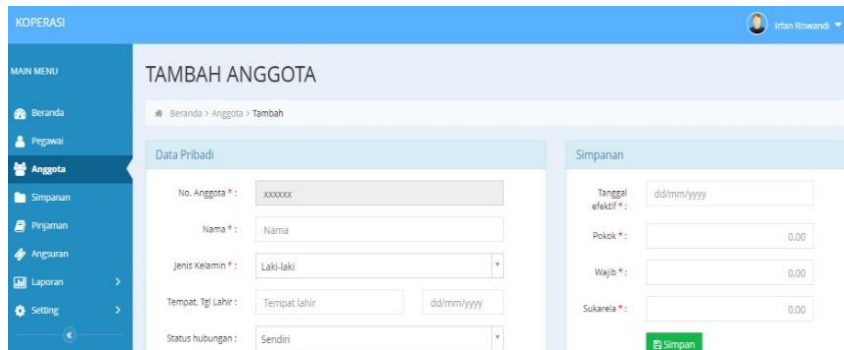 KOPERASI
Irfan Riswandi
MAIN MENU
Beranda
Pegawai
Anggota
Simpanan
Pinjaman
Angsuran
Laporan
Setting
TAMBAH ANGGOTA
Beranda > Anggota > Tambah
Data Pribadi
No. Anggota * : xxxxxx
Nama * : Nama
Jenis Kelamin * : Laki-laki
Tempat, Tgl Lahir : Tempat lahir dd/mm/yyyy
Status hubungan : Sendiri
Simpanan
Tanggal
efektif * : dd/mm/yyyy
Pokok * : 0.00
Wajib * : 0.00
Sukarela * : 0.00
Simpan